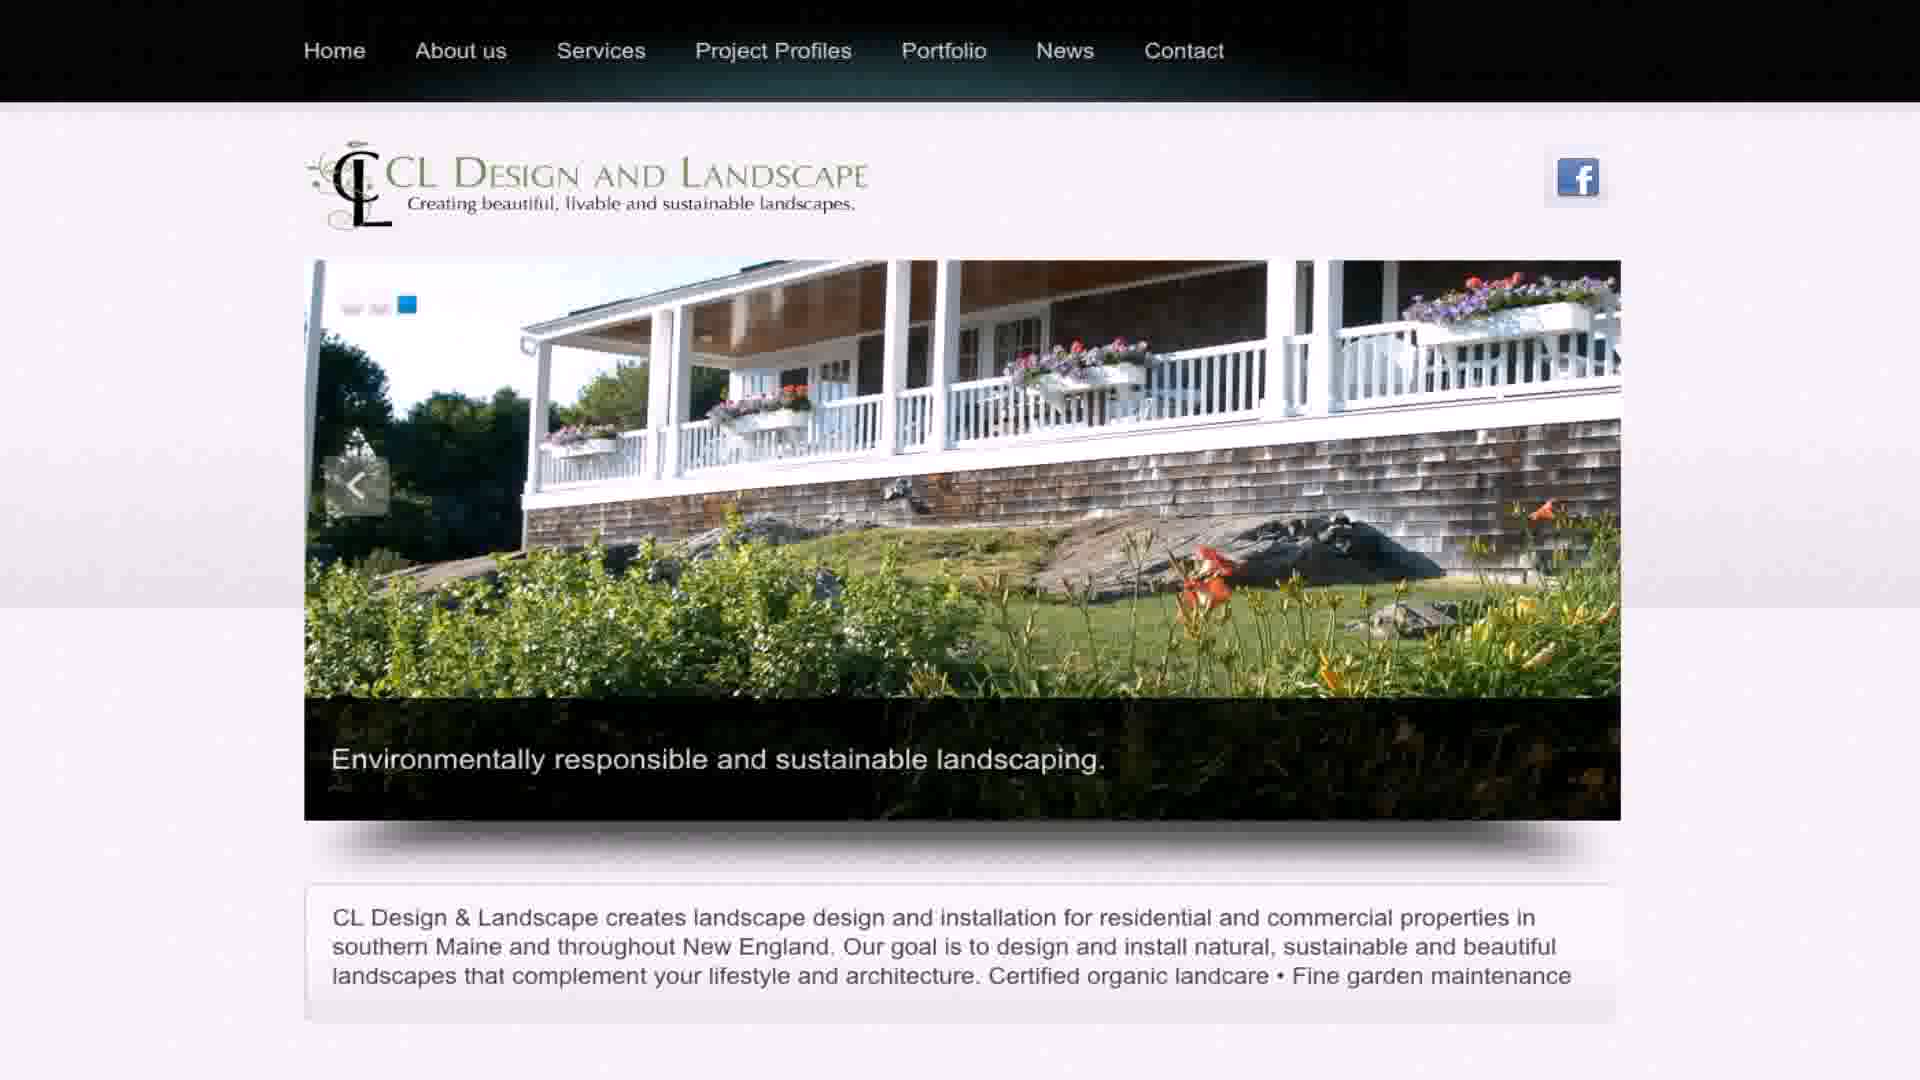 Home About us Services Project Profiles Portfolio News Contact
CL CL Design and Landscape
Creating beautiful, livable and sustainable landscapes.
f
Environmentally responsible and sustainable landscaping.
CL Design & Landscape creates landscape design and installation for residential and commercial properties in
southern Maine and throughout New England. Our goal is to design and install natural, sustainable and beautiful
landscapes that complement your lifestyle and architecture. Certified organic landcare • Fine garden maintenance